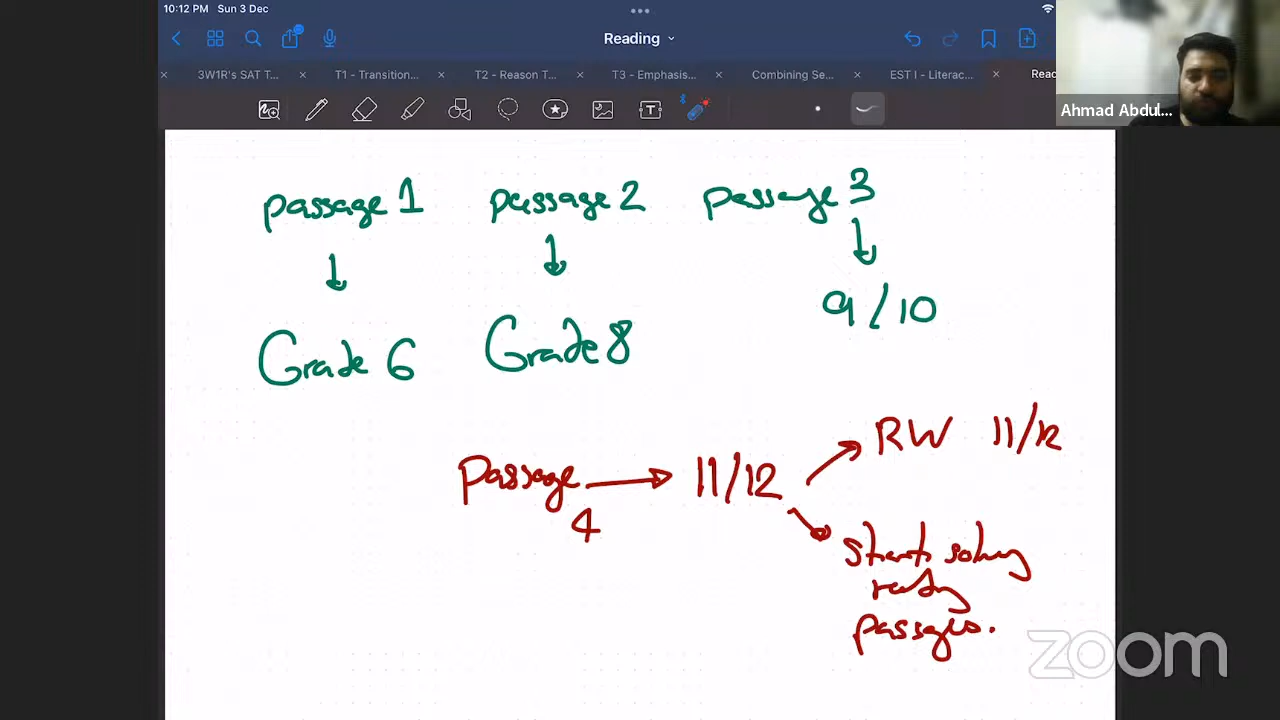 10:12 PM Sun 3 Dec
Reading
3W1R's SAT T... T1 - Transition... T2 - Reason T... T3 - Emphasis... Combining Se... EST I - Literac... Read
Ahmad Abdul...
passage 1 passage 2 passage 3
Grade 6 Grade 8 9/10
Passage 4 11/12
RW 11/12
Start solving
reading
passages.
zoom